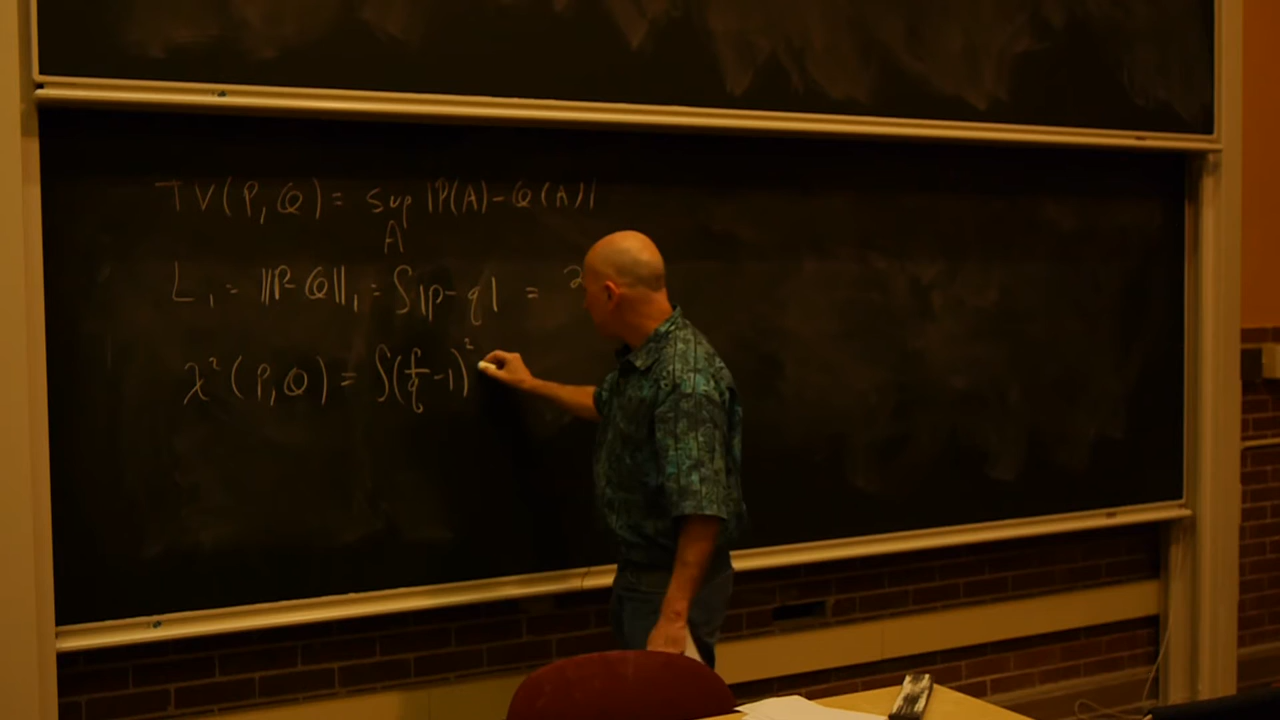 TV(P,Q) = sup |P(A)-Q(A)|
A
L₁ = ||P-Q||₁ = ∫|p-q| = 2
χ²(P,Q) = ∫(p/q -1)²